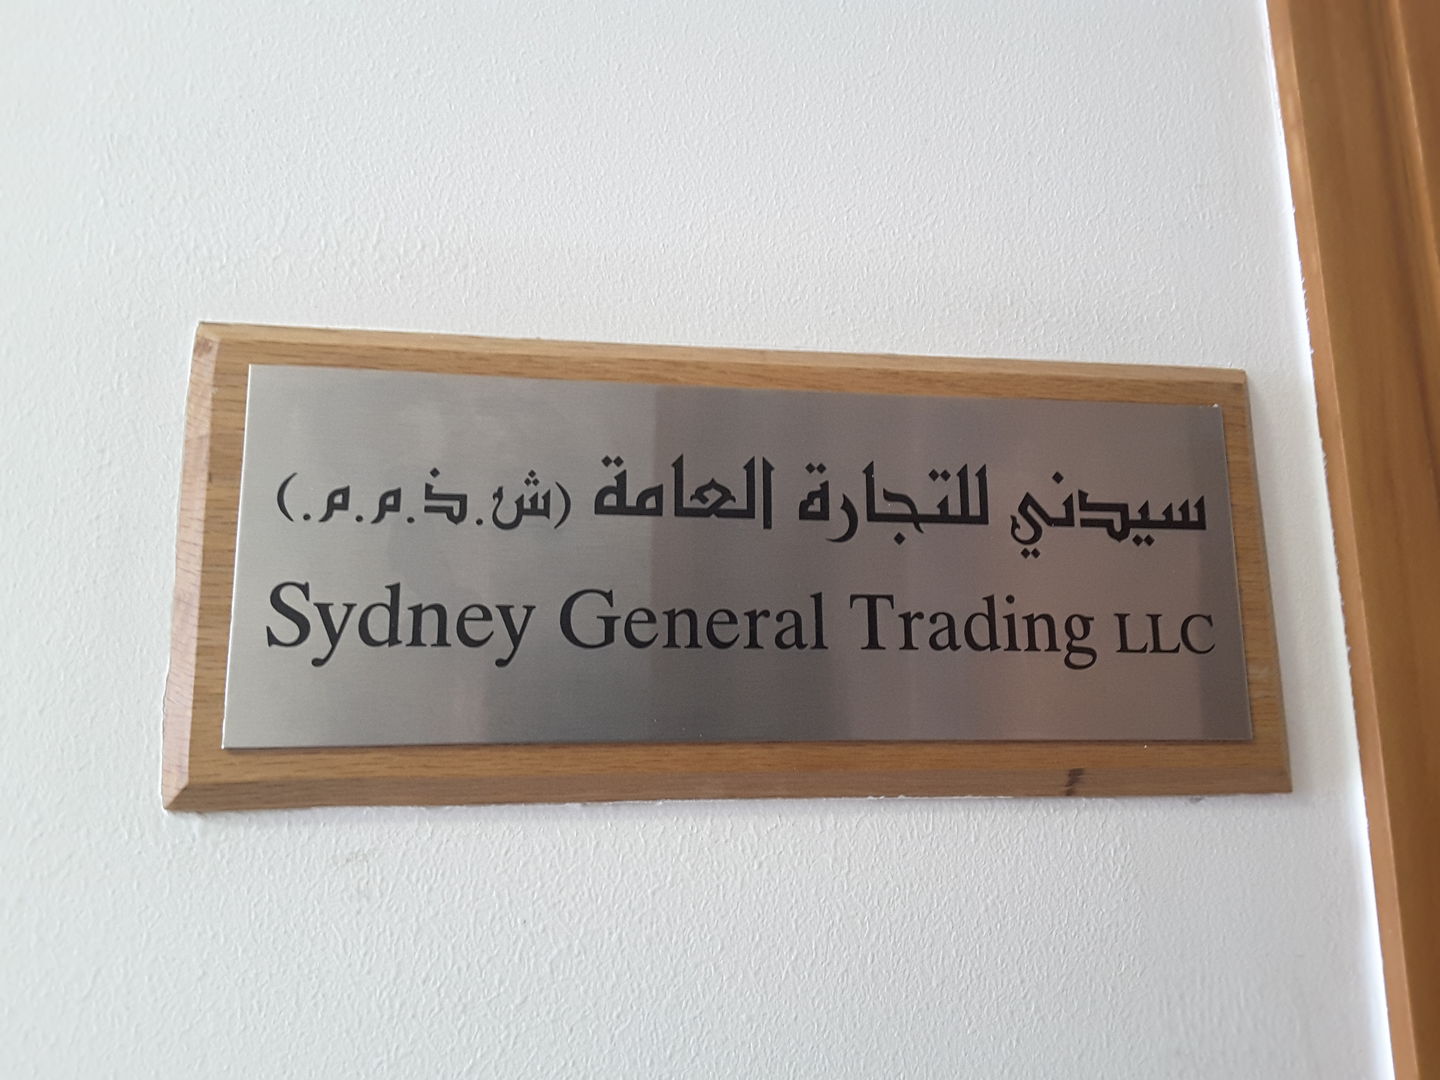 سيدني للتجارة العامة (ش.ذ.م.م.)
Sydney General Trading LLC